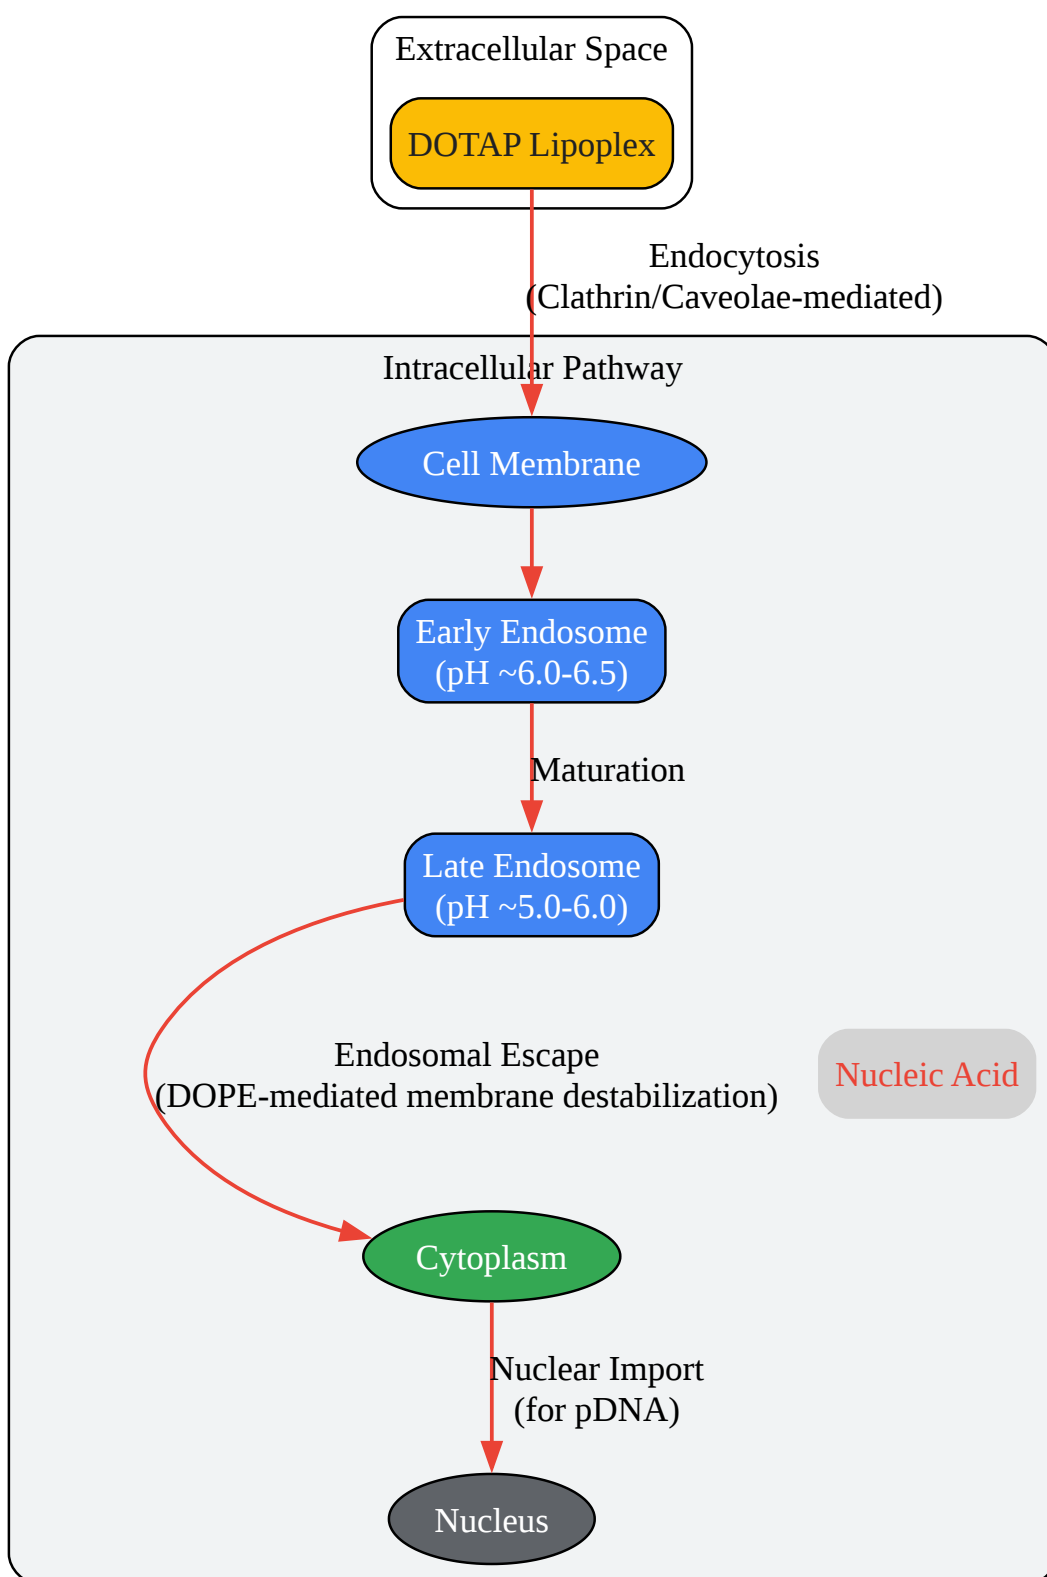 Extracellular Space
DOTAP Lipoplex
Endocytosis
(Clathrin/Caveolae-mediated)
Intracellular Pathway
Cell Membrane
Early Endosome
(pH ~6.0-6.5)
Maturation
Late Endosome
(pH ~5.0-6.0)
Endosomal Escape
(DOPE-mediated membrane destabilization)
Nucleic Acid
Cytoplasm
Nuclear Import
(for pDNA)
Nucleus